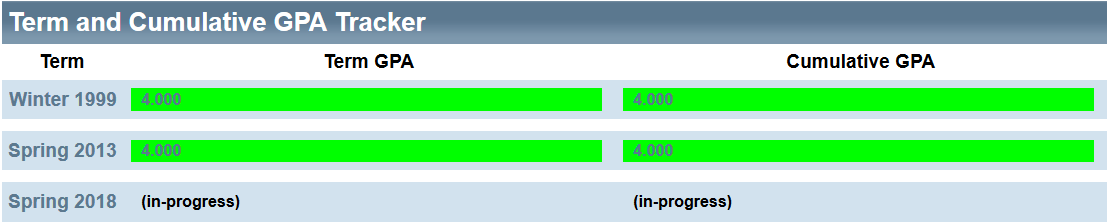 Term and Cumulative GPA Tracker
Term Term GPA Cumulative GPA
Winter 1999 4.000 4.000
Spring 2013 4.000 4.000
Spring 2018 (in-progress) (in-progress)